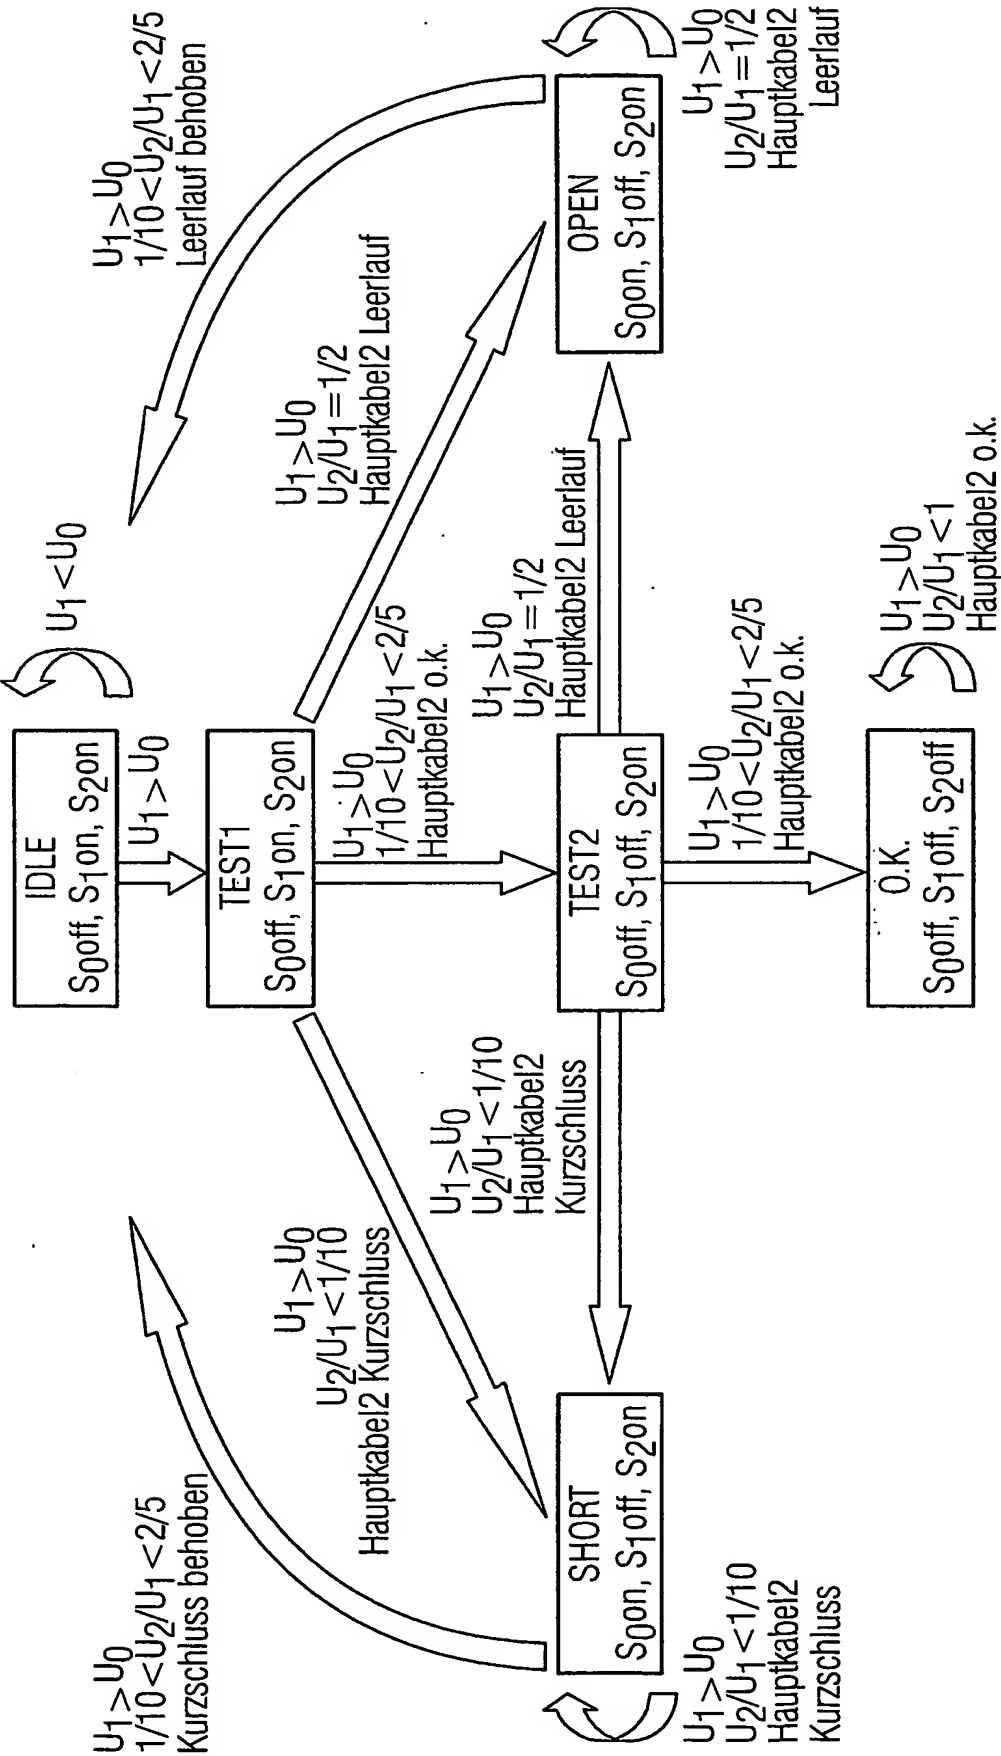 IDLE
S0off, S1on, S2on
U1<U0
U1>U0
TEST1
S0off, S1on, S2on
U1>U0
1/10<U2/U1<2/5
Kurzschluss behoben
U1>U0
1/10<U2/U1<2/5
Leerlauf behoben
U1>U0
U2/U1<1/10
Hauptkabel2 Kurzschluss
U1>U0
1/10<U2/U1<2/5
Hauptkabel2 o.k.
U1>U0
U2/U1=1/2
Hauptkabel2 Leerlauf
U1>U0
U2/U1<1/10
Hauptkabel2
Kurzschluss
U1>U0
U2/U1=1/2
Hauptkabel2 Leerlauf
SHORT
S0on, S1off, S2on
TEST2
S0off, S1off, S2on
OPEN
S0on, S1off, S2on
U1>U0
U2/U1<1/10
Hauptkabel2
Kurzschluss
U1>U0
1/10<U2/U1<2/5
Hauptkabel2 o.k.
U1>U0
U2/U1=1/2
Hauptkabel2
Leerlauf
O.K.
S0off, S1off, S2off
U1>U0
U2/U1<1
Hauptkabel2 o.k.